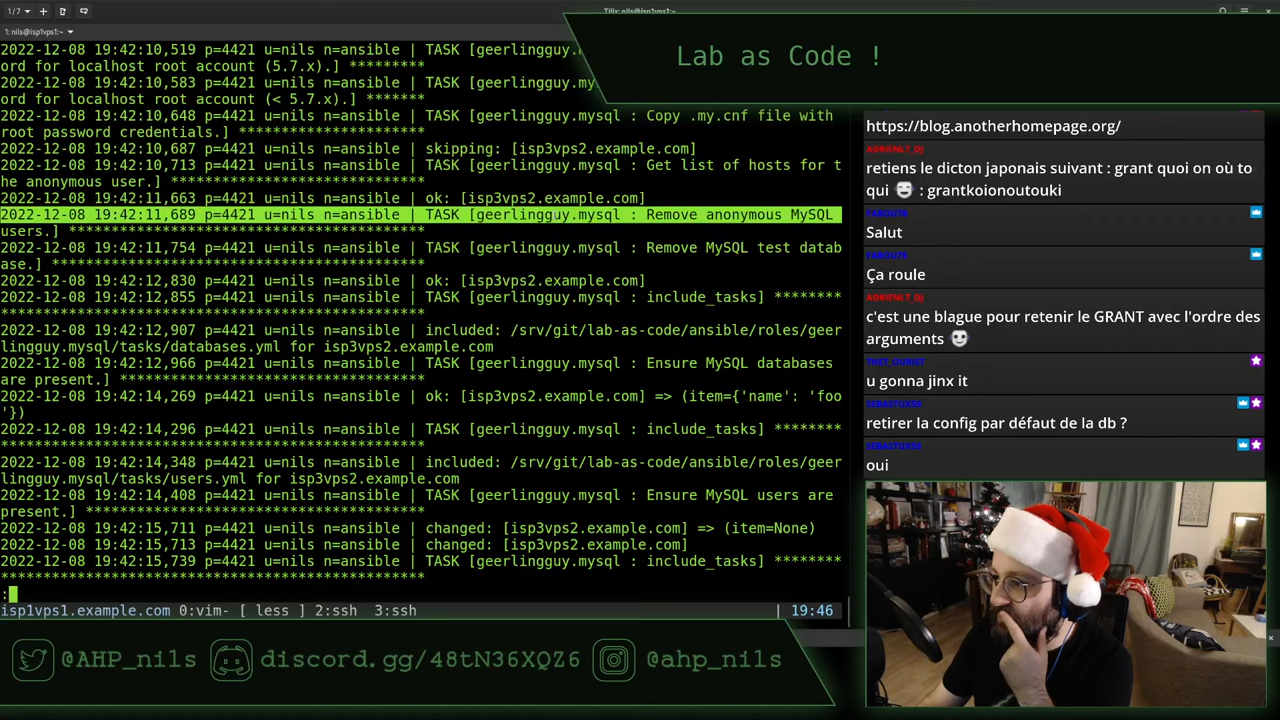 1/7
Tilix: nils@isp1vps1:~
1: nils@isp1vps1:~
2022-12-08 19:42:10,519 p=4421 u=nils n=ansible | TASK [geerlingguy.
ord for localhost root account (5.7.x).] *********
2022-12-08 19:42:10,583 p=4421 u=nils n=ansible | TASK [geerlingguy.my
ord for localhost root account (< 5.7.x).] *******
2022-12-08 19:42:10,648 p=4421 u=nils n=ansible | TASK [geerlingguy.mysql : Copy .my.cnf file with
root password credentials.] **********************
2022-12-08 19:42:10,687 p=4421 u=nils n=ansible | skipping: [isp3vps2.example.com]
2022-12-08 19:42:10,713 p=4421 u=nils n=ansible | TASK [geerlingguy.mysql : Get list of hosts for t
he anonymous user.] *******************************
2022-12-08 19:42:11,663 p=4421 u=nils n=ansible | ok: [isp3vps2.example.com]
2022-12-08 19:42:11,689 p=4421 u=nils n=ansible | TASK [geerlingguy.mysql : Remove anonymous MySQL
users.] ******************************************
2022-12-08 19:42:11,754 p=4421 u=nils n=ansible | TASK [geerlingguy.mysql : Remove MySQL test datab
ase.] ********************************************
2022-12-08 19:42:12,830 p=4421 u=nils n=ansible | ok: [isp3vps2.example.com]
2022-12-08 19:42:12,855 p=4421 u=nils n=ansible | TASK [geerlingguy.mysql : include_tasks] ********
**************************************************
2022-12-08 19:42:12,907 p=4421 u=nils n=ansible | included: /srv/git/lab-as-code/ansible/roles/geer
lingguy.mysql/tasks/databases.yml for isp3vps2.example.com
2022-12-08 19:42:12,966 p=4421 u=nils n=ansible | TASK [geerlingguy.mysql : Ensure MySQL databases
are present.] ************************************
2022-12-08 19:42:14,269 p=4421 u=nils n=ansible | ok: [isp3vps2.example.com] => (item={'name': 'foo
'})
2022-12-08 19:42:14,296 p=4421 u=nils n=ansible | TASK [geerlingguy.mysql : include_tasks] ********
**************************************************
2022-12-08 19:42:14,348 p=4421 u=nils n=ansible | included: /srv/git/lab-as-code/ansible/roles/geer
lingguy.mysql/tasks/users.yml for isp3vps2.example.com
2022-12-08 19:42:14,408 p=4421 u=nils n=ansible | TASK [geerlingguy.mysql : Ensure MySQL users are
present.] *****************************************
2022-12-08 19:42:15,711 p=4421 u=nils n=ansible | changed: [isp3vps2.example.com] => (item=None)
2022-12-08 19:42:15,713 p=4421 u=nils n=ansible | changed: [isp3vps2.example.com]
2022-12-08 19:42:15,739 p=4421 u=nils n=ansible | TASK [geerlingguy.mysql : include_tasks] ********
**************************************************
:
isp1vps1.example.com 0:vim- [ less ] 2:ssh 3:ssh | 19:46
Lab as Code !
https://blog.anotherhomepage.org/
ADRIENLT_DJ
retiens le dicton japonais suivant : grant quoi on où to
qui : grantkoionoutouki
FABOUTE
Salut
FABOUTE
Ça roule
ADRIENLT_DJ
c'est une blague pour retenir le GRANT avec l'ordre des
arguments
u gonna jinx it
SEBASTUX59
retirer la config par défaut de la db ?
SEBASTUX59
oui
@AHP_nils discord.gg/48tN36XQZ6 @ahp_nils